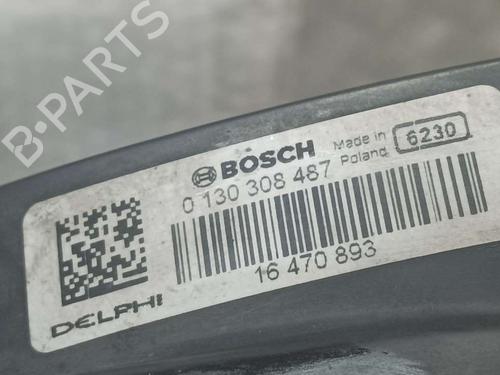 B-PARTS
BOSCH
Made in
Poland
6230
0 130 308 487
16 470 893
DELPHI